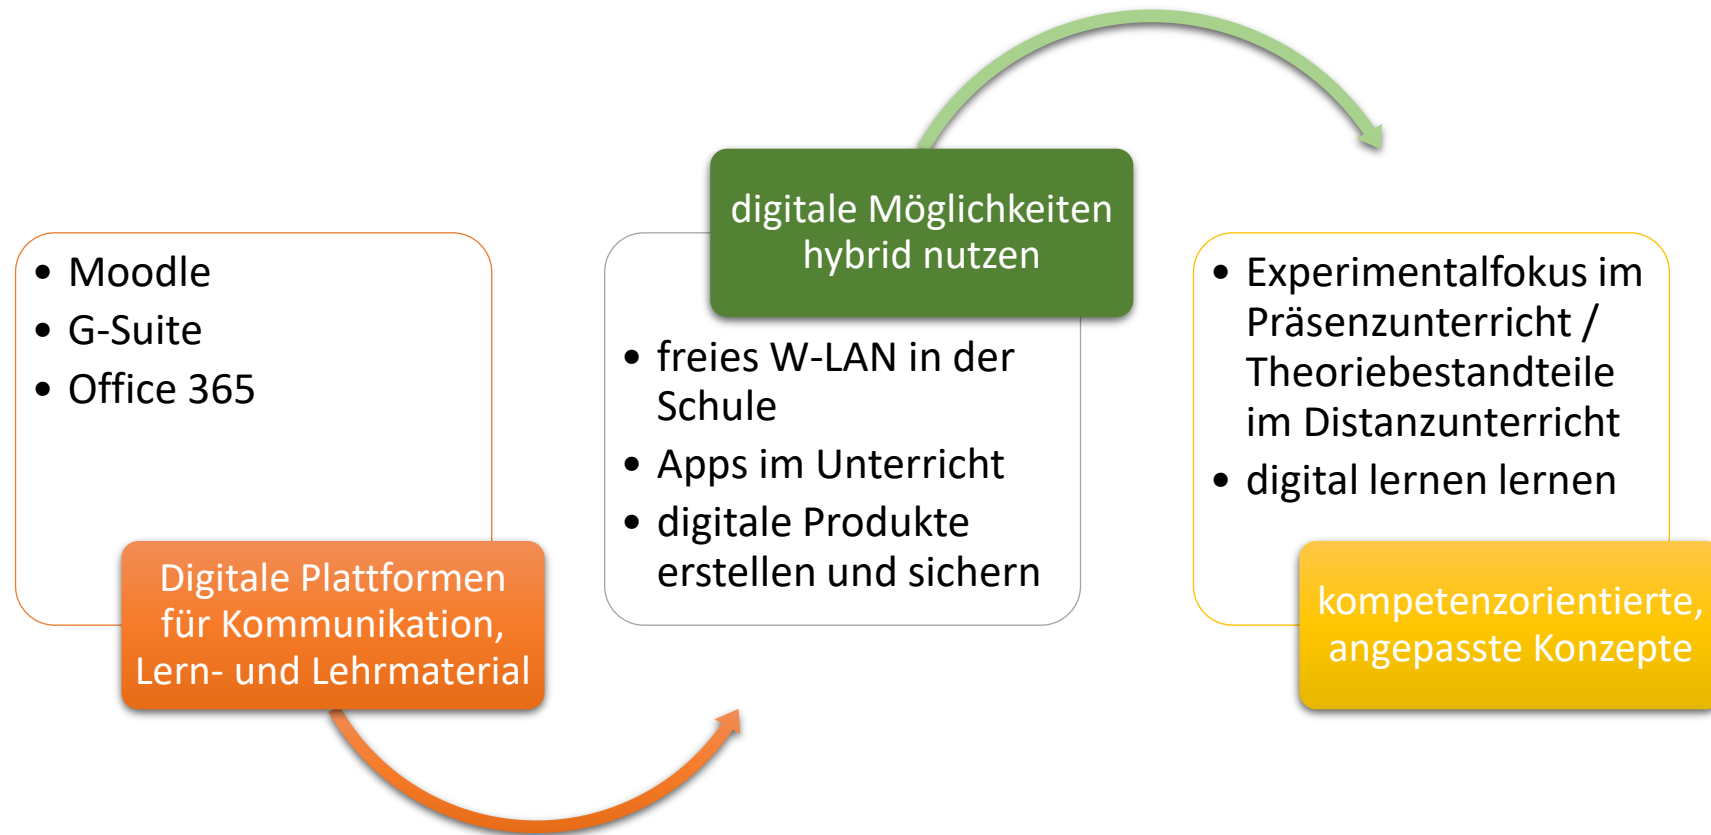 • Moodle
• G-Suite
• Office 365
Digitale Plattformen
für Kommunikation,
Lern- und Lehrmaterial
digitale Möglichkeiten
hybrid nutzen
• freies W-LAN in der
Schule
• Apps im Unterricht
• digitale Produkte
erstellen und sichern
• Experimentalfokus im
Präsenzunterricht /
Theoriebestandteile
im Distanzunterricht
• digital lernen lernen
kompetenzorientierte,
angepasste Konzepte